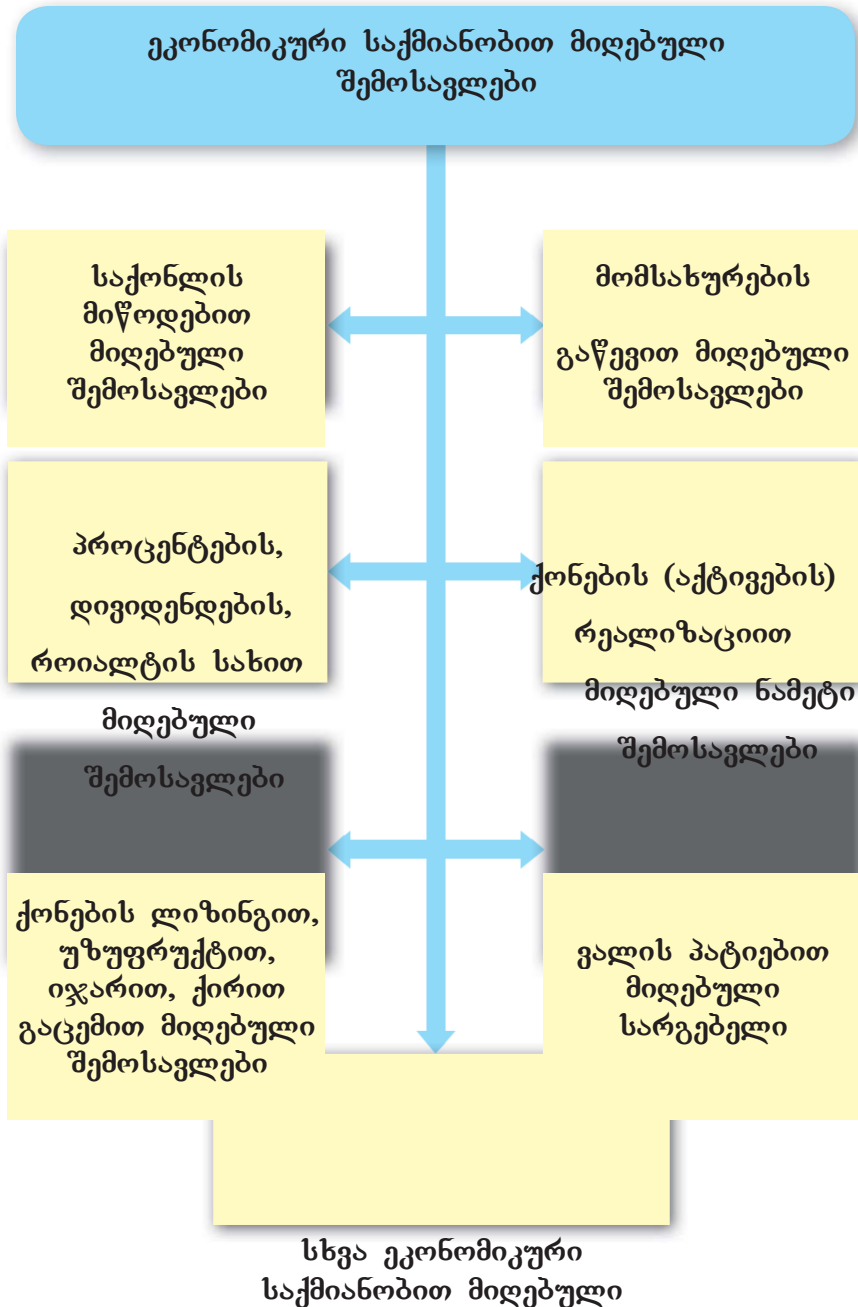 ეკონომიკური საქმიანობით მიღებული
შემოსავლები
საქონლის
მიწოდებით
მიღებული
შემოსავლები
მომსახურების
გაწევით მიღებული
შემოსავლები
პროცენტების,
დივიდენდების,
როიალტის სახით
მიღებული
შემოსავლები
ქონების (აქტივების)
რეალიზაციით
მიღებული ნამეტი
შემოსავლები
ქონების ლიზინგით,
უზუფრუქტით,
იჯარით, ქირით
გაცემით მიღებული
შემოსავლები
ვალის პატიებით
მიღებული
სარგებელი
სხვა ეკონომიკური
საქმიანობით მიღებული